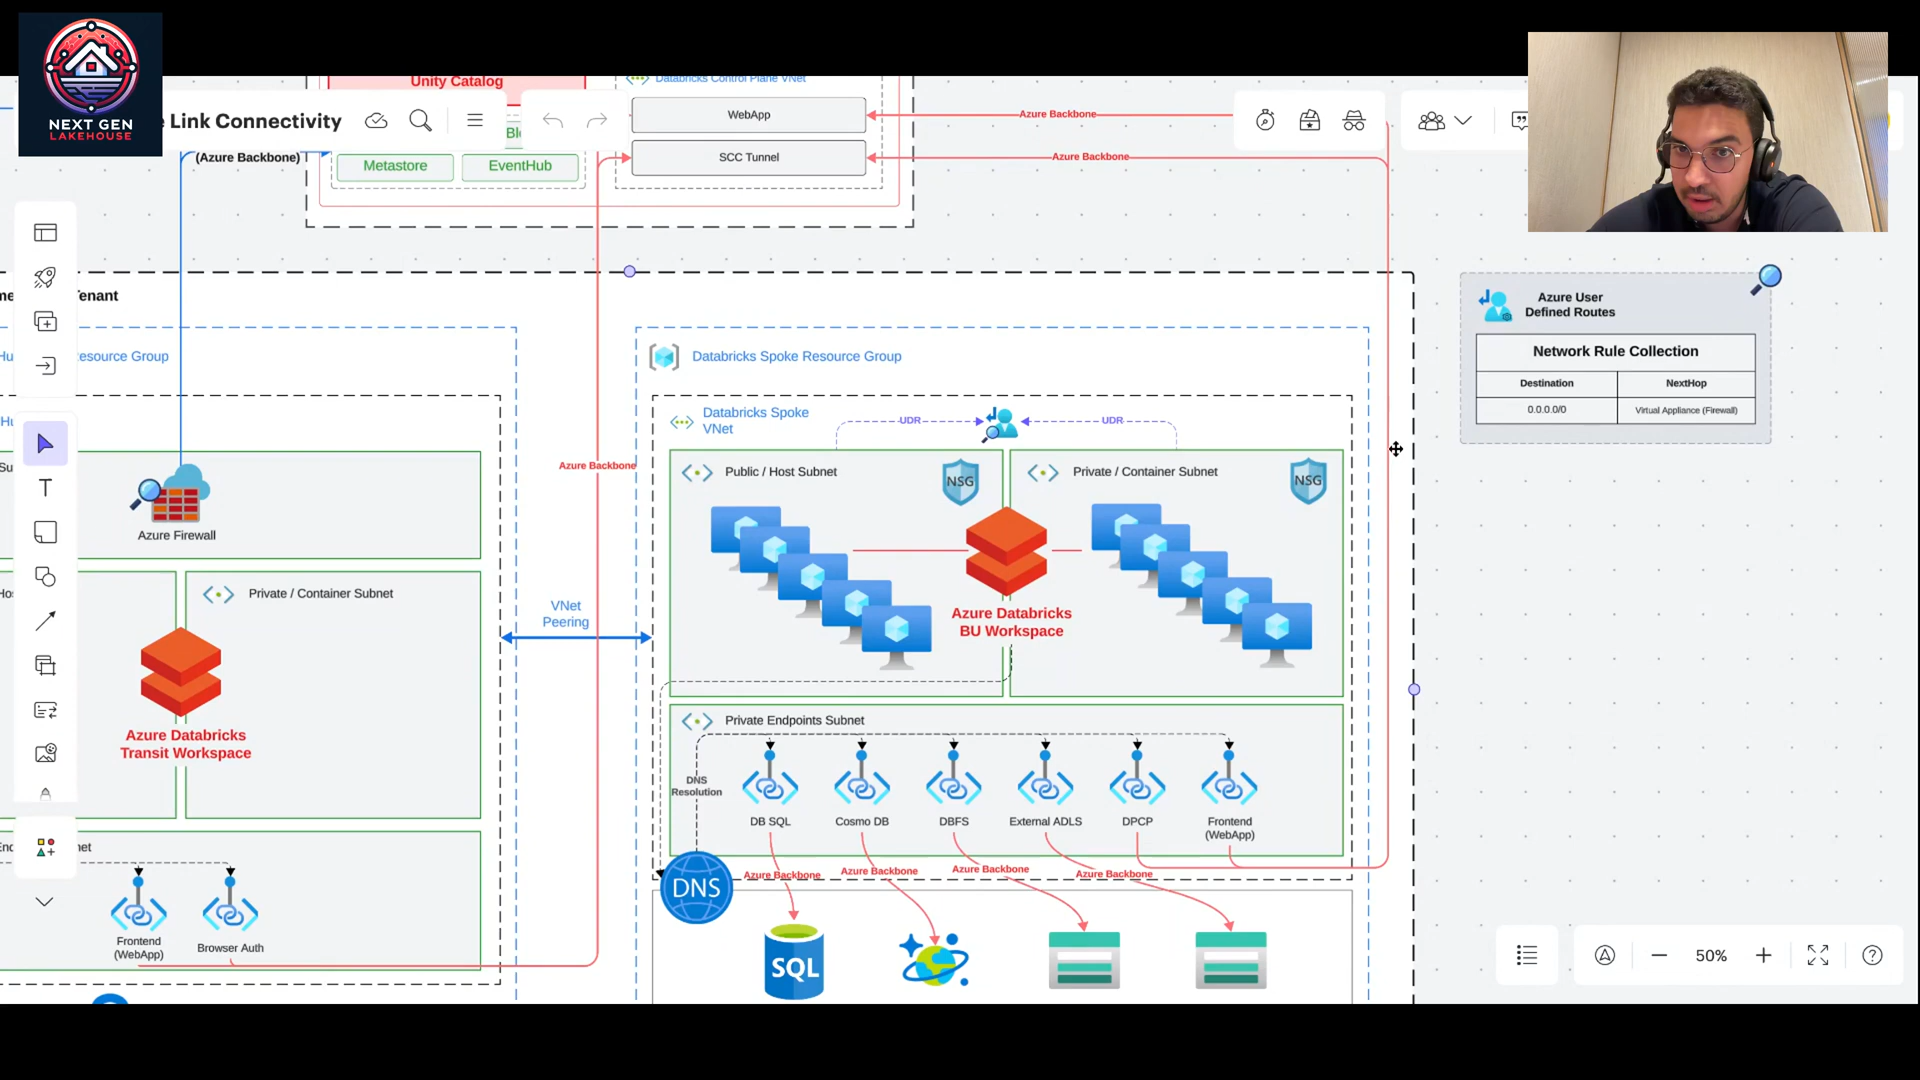 NEXT GEN
LAKEHOUSE
Link Connectivity
Unity Catalog
Databricks Control Plane VNet
WebApp
SCC Tunnel
Metastore
EventHub
(Azure Backbone)
Azure Backbone
Azure Backbone
Tenant
Resource Group
Azure Firewall
Private / Container Subnet
Azure Databricks
Transit Workspace
Frontend
(WebApp)
Browser Auth
Azure Backbone
VNet
Peering
Databricks Spoke Resource Group
Databricks Spoke
VNet
UDR
UDR
Public / Host Subnet
NSG
Private / Container Subnet
NSG
Azure Databricks
BU Workspace
Private Endpoints Subnet
DNS
Resolution
DB SQL
Cosmo DB
DBFS
External ADLS
DPCP
Frontend
(WebApp)
DNS
Azure Backbone
Azure Backbone
Azure Backbone
Azure Backbone
SQL
Azure User
Defined Routes
Network Rule Collection
Destination
NextHop
0.0.0.0/0
Virtual Appliance (Firewall)
50%